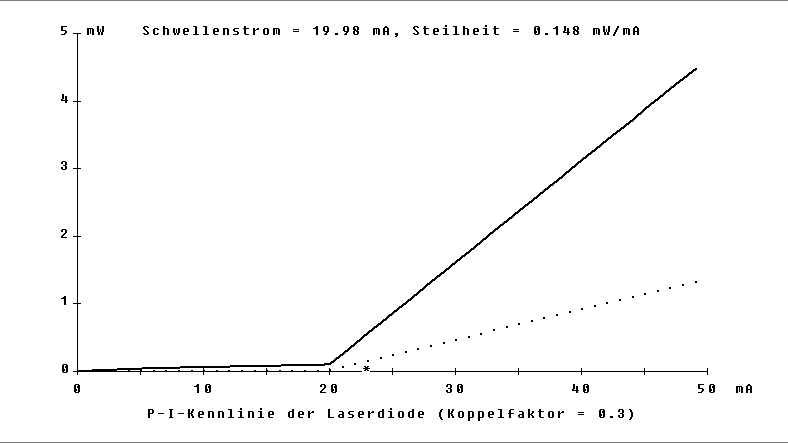 5 mW Schwellenstrom = 19.98 mA, Steilheit = 0.148 mW/mA
4
3
2
1
0
*
0 10 20 30 40 50 mA
P-I-Kennlinie der Laserdiode (Koppelfaktor = 0.3)